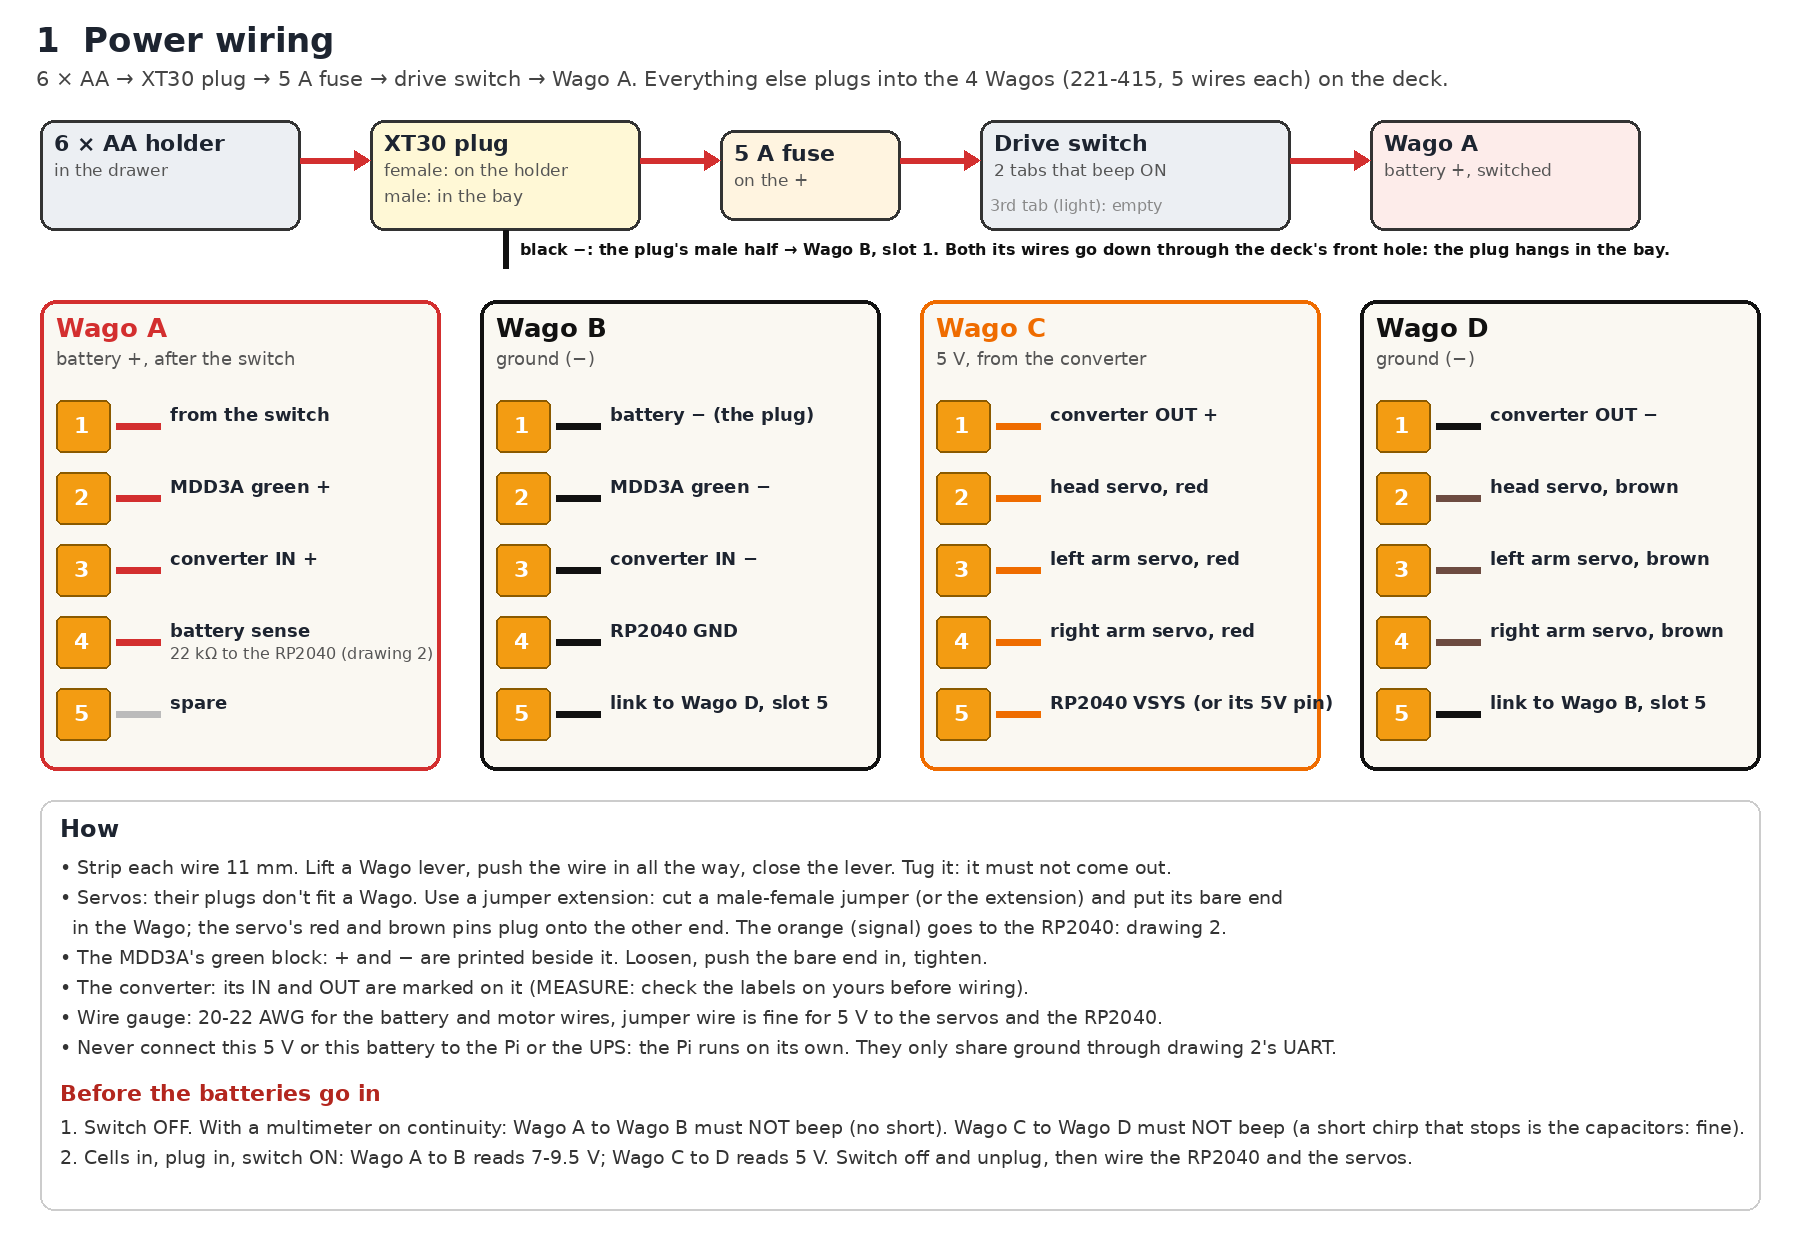 1 Power wiring
6 × AA → XT30 plug → 5 A fuse → drive switch → Wago A. Everything else plugs into the 4 Wagos (221-415, 5 wires each) on the deck.
6 × AA holder
in the drawer
XT30 plug
female: on the holder
male: in the bay
5 A fuse
on the +
Drive switch
2 tabs that beep ON
3rd tab (light): empty
Wago A
battery +, switched
black −: the plug's male half → Wago B, slot 1. Both its wires go down through the deck's front hole: the plug hangs in the bay.
Wago A
battery +, after the switch
1 from the switch
2 MDD3A green +
3 converter IN +
4 battery sense
22 kΩ to the RP2040 (drawing 2)
5 spare
Wago B
ground (−)
1 battery − (the plug)
2 MDD3A green −
3 converter IN −
4 RP2040 GND
5 link to Wago D, slot 5
Wago C
5 V, from the converter
1 converter OUT +
2 head servo, red
3 left arm servo, red
4 right arm servo, red
5 RP2040 VSYS (or its 5V pin)
Wago D
ground (−)
1 converter OUT −
2 head servo, brown
3 left arm servo, brown
4 right arm servo, brown
5 link to Wago B, slot 5
How
• Strip each wire 11 mm. Lift a Wago lever, push the wire in all the way, close the lever. Tug it: it must not come out.
• Servos: their plugs don't fit a Wago. Use a jumper extension: cut a male-female jumper (or the extension) and put its bare end
in the Wago; the servo's red and brown pins plug onto the other end. The orange (signal) goes to the RP2040: drawing 2.
• The MDD3A's green block: + and − are printed beside it. Loosen, push the bare end in, tighten.
• The converter: its IN and OUT are marked on it (MEASURE: check the labels on yours before wiring).
• Wire gauge: 20-22 AWG for the battery and motor wires, jumper wire is fine for 5 V to the servos and the RP2040.
• Never connect this 5 V or this battery to the Pi or the UPS: the Pi runs on its own. They only share ground through drawing 2's UART.
Before the batteries go in
1. Switch OFF. With a multimeter on continuity: Wago A to Wago B must NOT beep (no short). Wago C to Wago D must NOT beep (a short chirp that stops is the capacitors: fine).
2. Cells in, plug in, switch ON: Wago A to B reads 7-9.5 V; Wago C to D reads 5 V. Switch off and unplug, then wire the RP2040 and the servos.